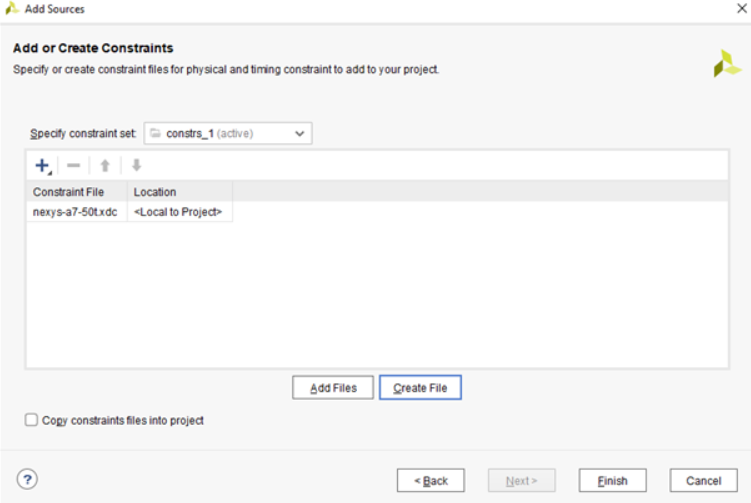 Add Sources
Add or Create Constraints
Specify or create constraint files for physical and timing constraint to add to your project.
Specify constraint set: constrs_1 (active)
Constraint File Location
nexys-a7-50t.xdc <Local to Project>
Add Files Create File
Copy constraints files into project
? < Back Next > Finish Cancel